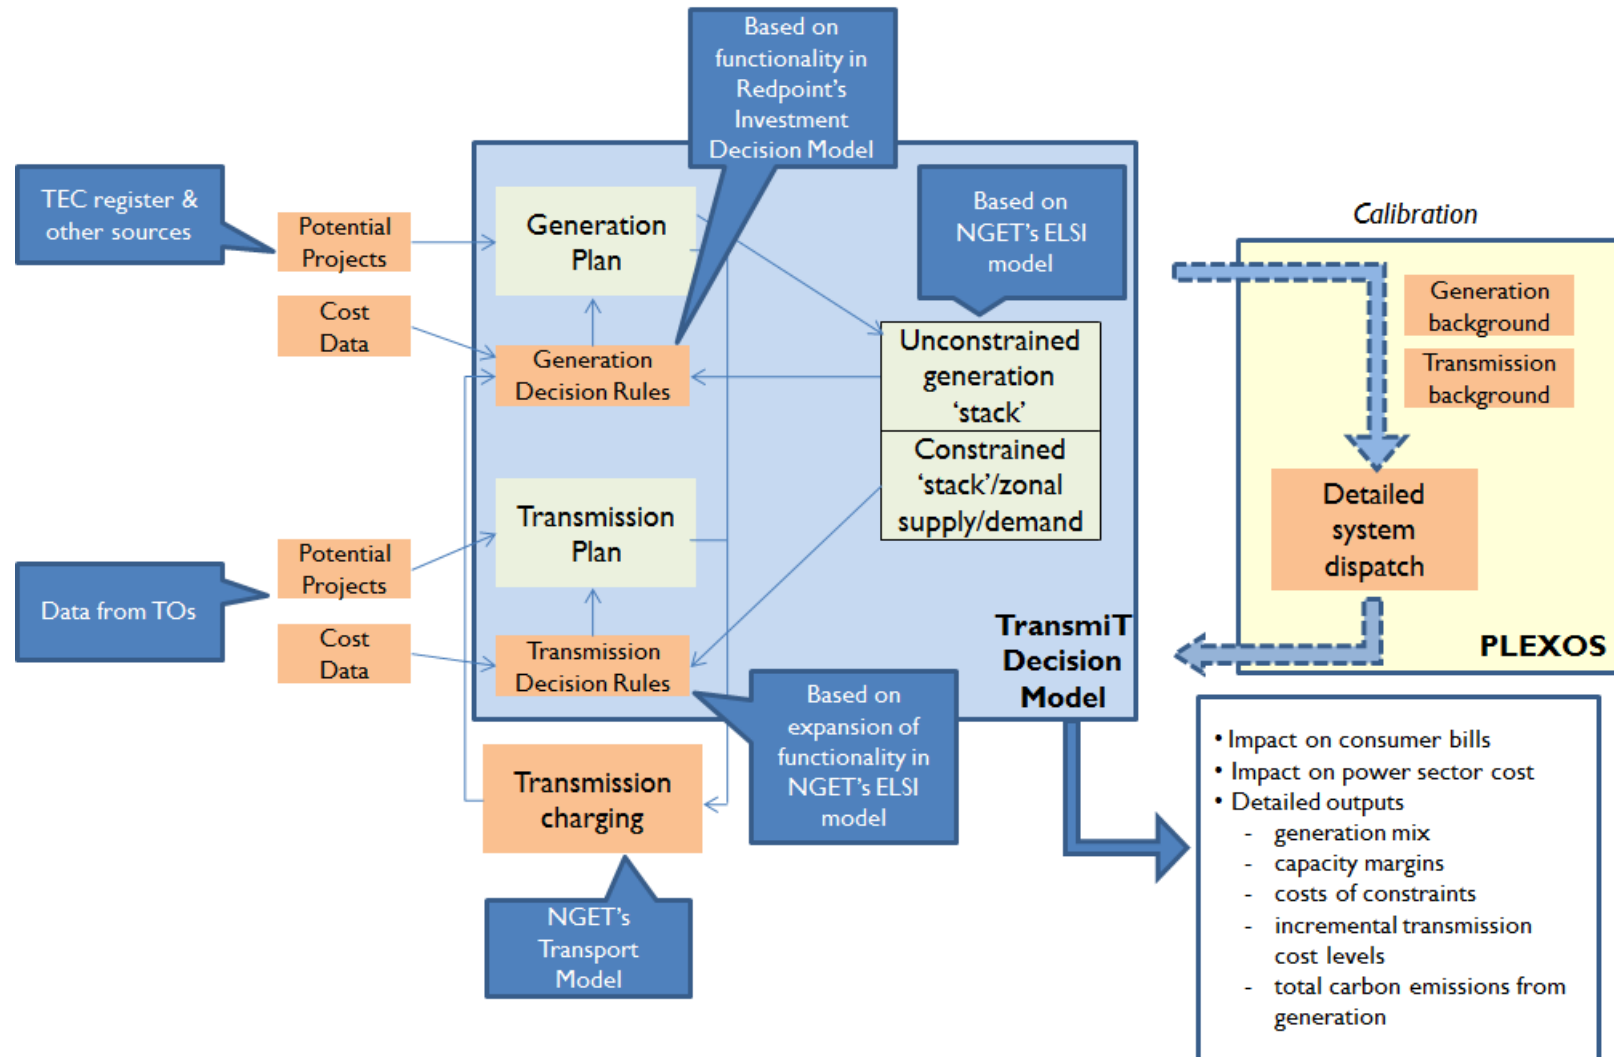 Based on
functionality in
Redpoint's
Investment
Decision Model
TEC register &
other sources
Potential
Projects
Cost
Data
Generation
Plan
Generation
Decision Rules
Based on
NGET's ELSI
model
Unconstrained
generation
'stack'
Constrained
'stack'/zonal
supply/demand
Calibration
Generation
background
Transmission
background
Detailed
system
dispatch
PLEXOS
Data from TOs
Potential
Projects
Cost
Data
Transmission
Plan
Transmission
Decision Rules
TransmiT
Decision
Model
Based on
expansion of
functionality in
NGET's ELSI
model
Transmission
charging
NGET's
Transport
Model
• Impact on consumer bills
• Impact on power sector cost
• Detailed outputs
- generation mix
- capacity margins
- costs of constraints
- incremental transmission
cost levels
- total carbon emissions from
generation